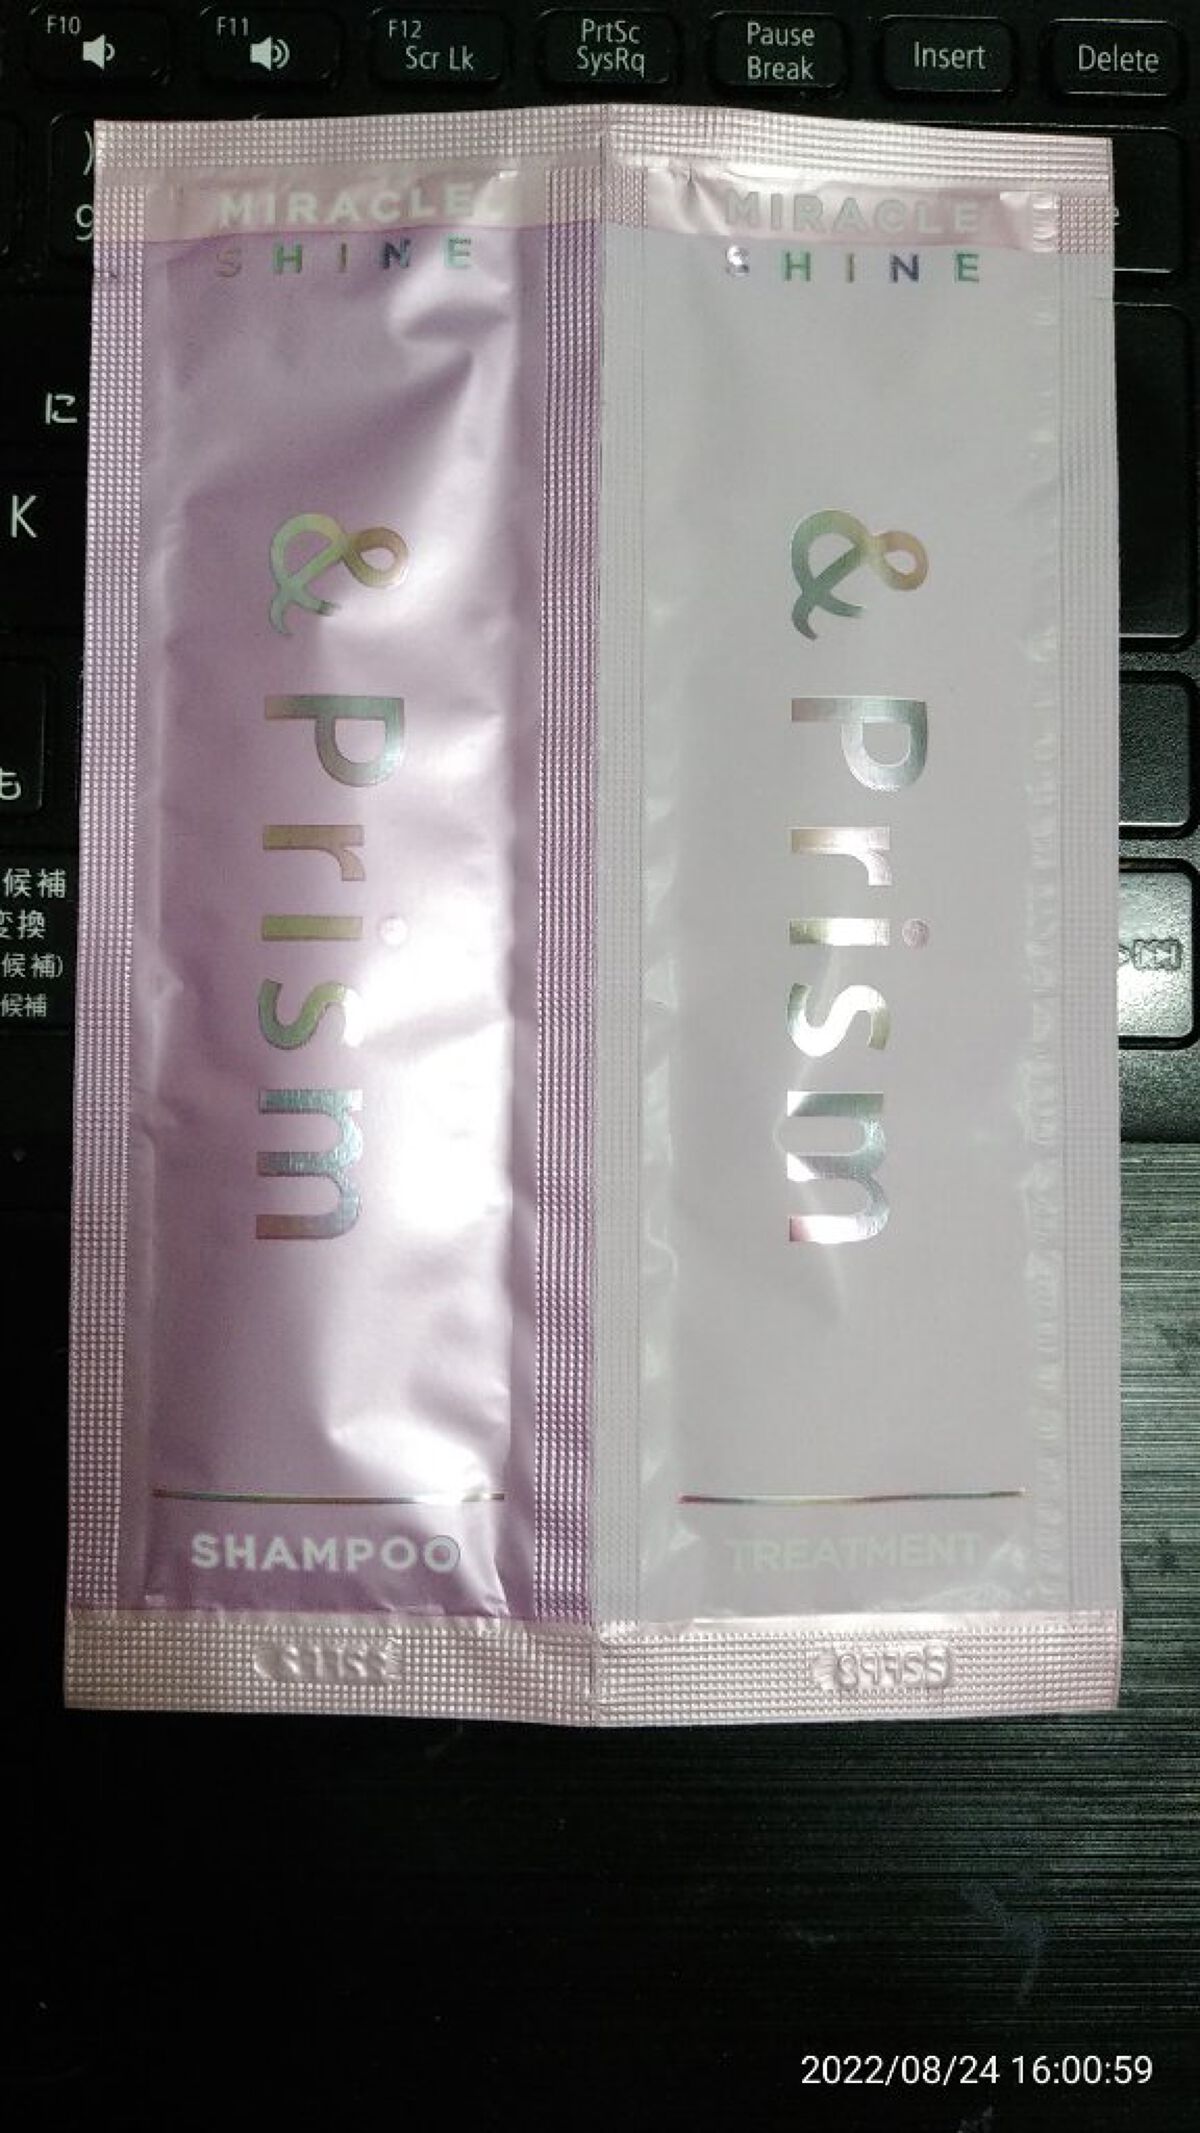 F10
F11
F12
Scr Lk
PrtSc
SysRq
Pause
Break
Insert
Delete
)
9
に
K
も
候補
変換
候補)
候補
MIRACLE
SHINE
& Prism
SHAMPOO
MIRACLE
SHINE
& Prism
TREATMENT
2022/08/24 16:00:59